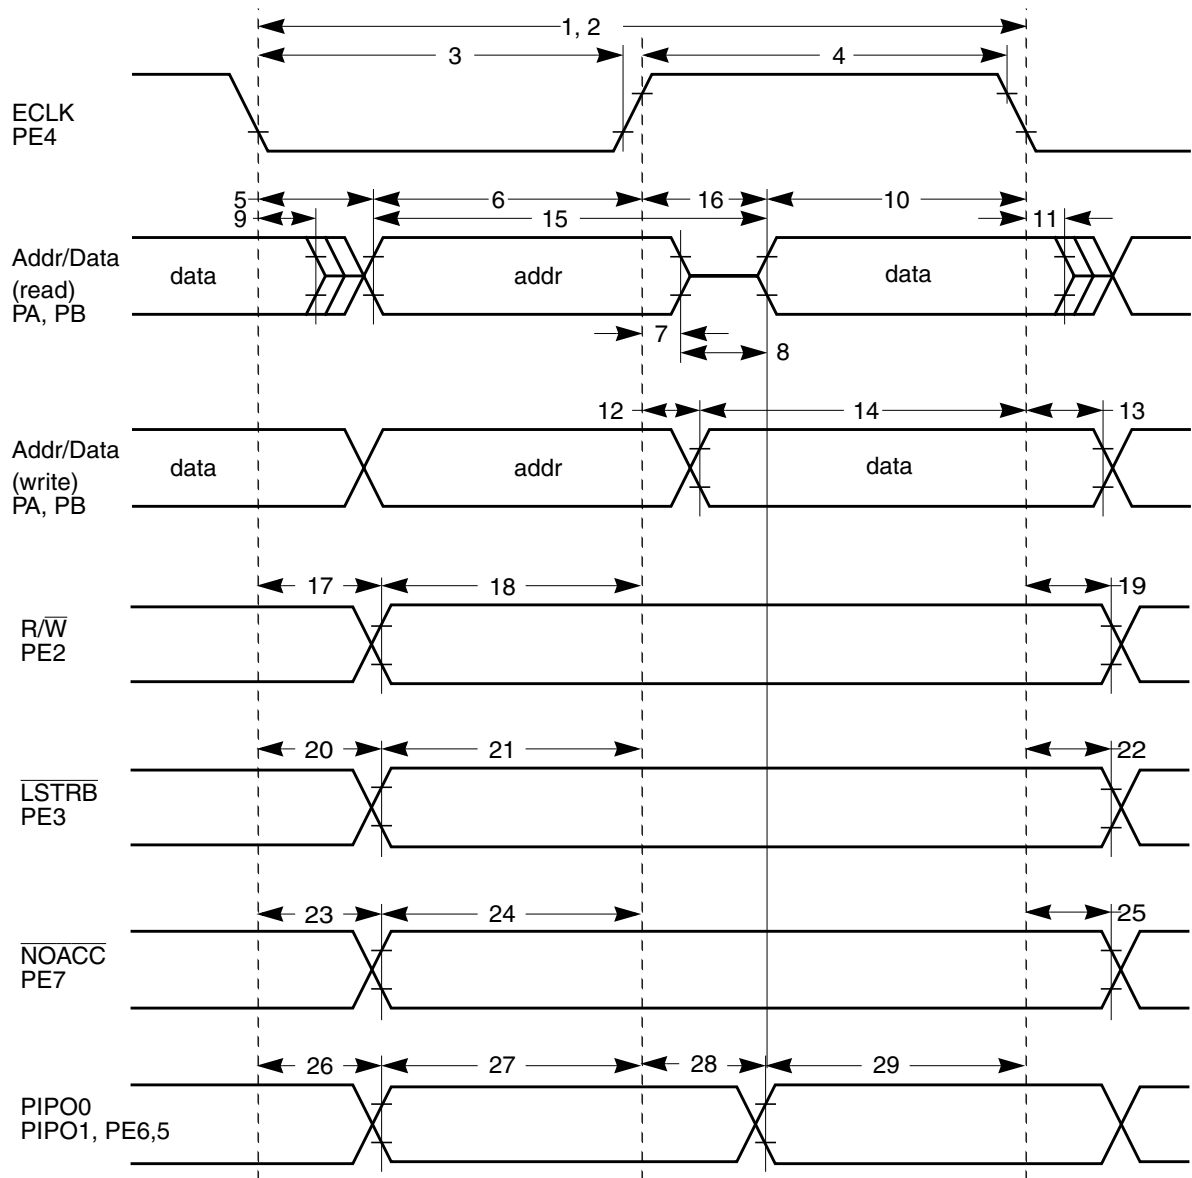 1, 2
3
4
ECLK
PE4
5
6
16
10
9
15
11
Addr/Data
(read)
PA, PB
data
addr
data
7
8
12
14
13
Addr/Data
(write)
PA, PB
data
addr
data
17
18
19
R/W
PE2
20
21
22
LSTRB
PE3
23
24
25
NOACC
PE7
26
27
28
29
PIPO0
PIPO1, PE6,5